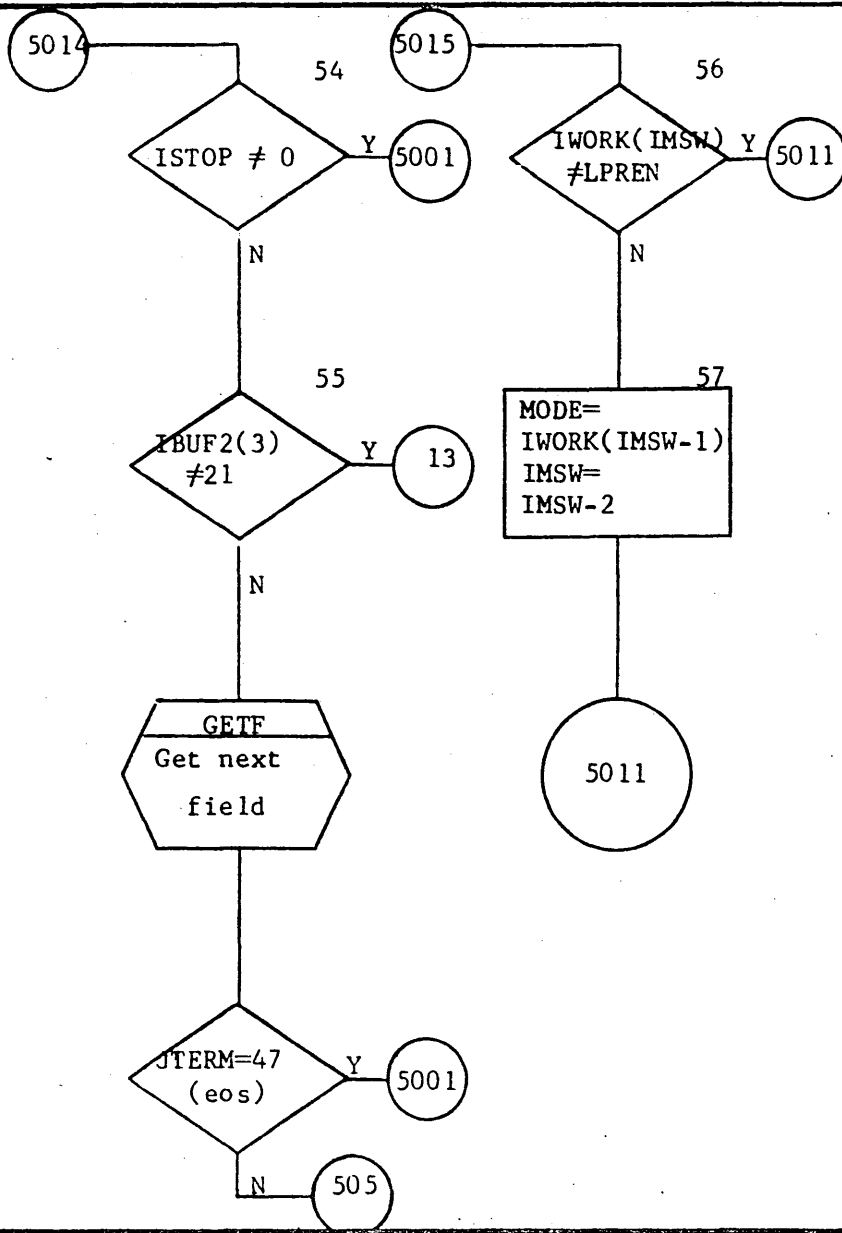 5014
54
ISTOP ≠ 0
Y
5001
N
55
IBUF2(3)
≠21
Y
13
N
GETF
Get next
field
JTERM=47
(eos)
Y
5001
N
505
5015
56
IWORK(IMSW)
≠LPREN
Y
5011
N
57
MODE=
IWORK(IMSW-1)
IMSW=
IMSW-2
5011